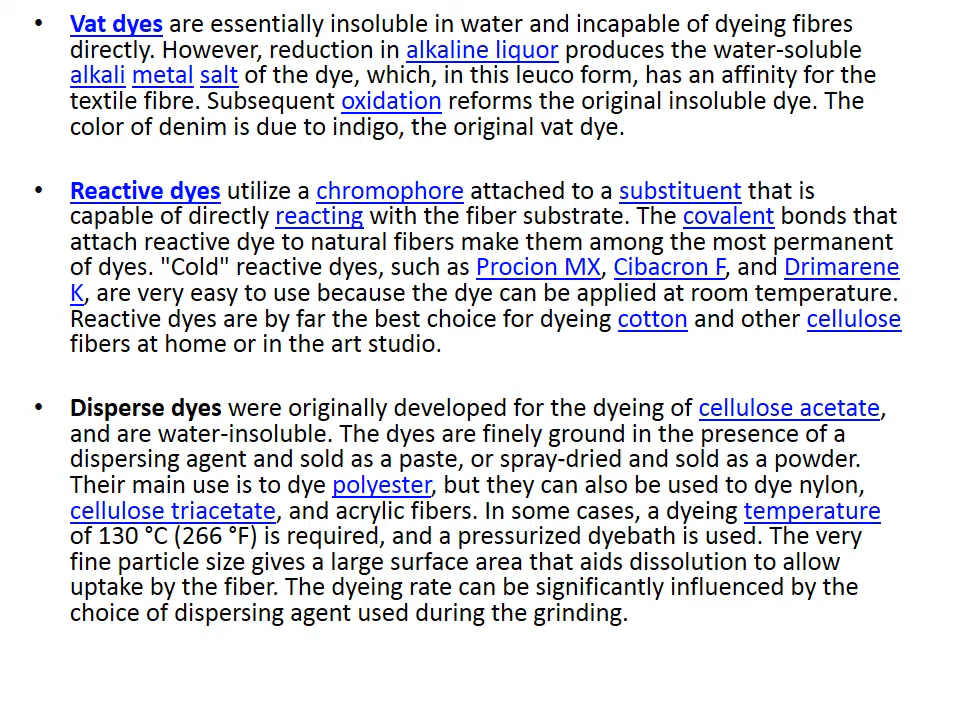 • Vat dyes are essentially insoluble in water and incapable of dyeing fibres
directly. However, reduction in alkaline liquor produces the water-soluble
alkali metal salt of the dye, which, in this leuco form, has an affinity for the
textile fibre. Subsequent oxidation reforms the original insoluble dye. The
color of denim is due to indigo, the original vat dye.
• Reactive dyes utilize a chromophore attached to a substituent that is
capable of directly reacting with the fiber substrate. The covalent bonds that
attach reactive dye to natural fibers make them among the most permanent
of dyes. "Cold" reactive dyes, such as Procion MX, Cibacron F, and Drimarene
K, are very easy to use because the dye can be applied at room temperature.
Reactive dyes are by far the best choice for dyeing cotton and other cellulose
fibers at home or in the art studio.
• Disperse dyes were originally developed for the dyeing of cellulose acetate,
and are water-insoluble. The dyes are finely ground in the presence of a
dispersing agent and sold as a paste, or spray-dried and sold as a powder.
Their main use is to dye polyester, but they can also be used to dye nylon,
cellulose triacetate, and acrylic fibers. In some cases, a dyeing temperature
of 130 °C (266 °F) is required, and a pressurized dyebath is used. The very
fine particle size gives a large surface area that aids dissolution to allow
uptake by the fiber. The dyeing rate can be significantly influenced by the
choice of dispersing agent used during the grinding.